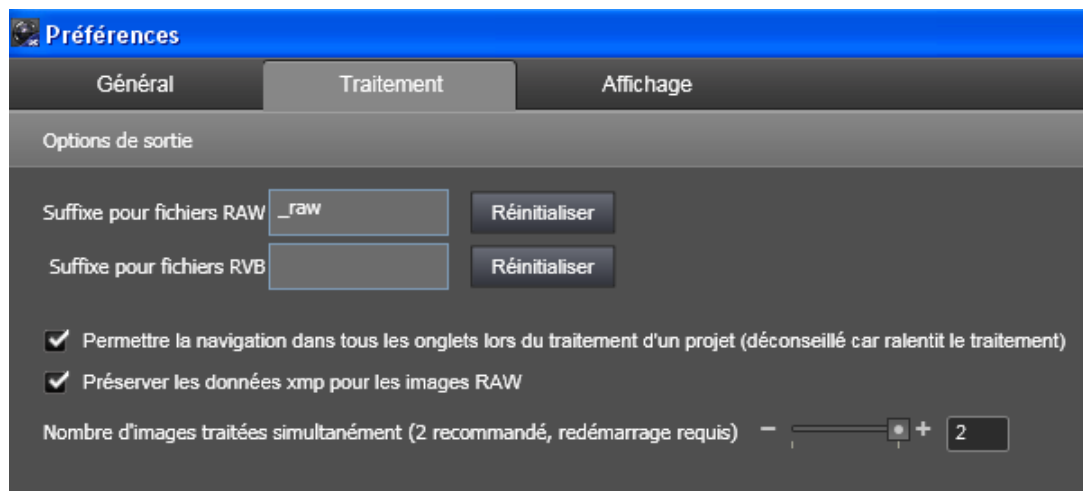 Préférences
Général Traitement Affichage
Options de sortie
Suffixe pour fichiers RAW _raw Réinitialiser
Suffixe pour fichiers RVB Réinitialiser
Permettre la navigation dans tous les onglets lors du traitement d'un projet (déconseillé car ralentit le traitement)
Préserver les données xmp pour les images RAW
Nombre d'images traitées simultanément (2 recommandé, redémarrage requis) − + 2